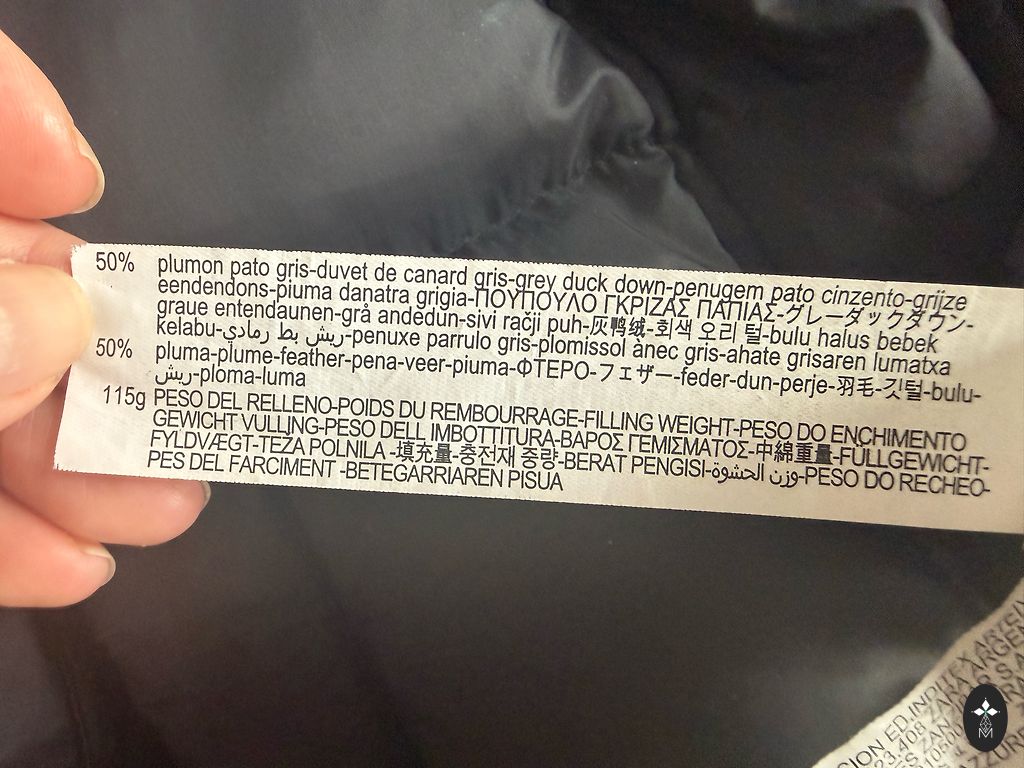 50% plumon pato gris-duvet de canard gris-grey duck down-penugem pato cinzento-grijze
eendendons-piuma danatra grigia-ΠΟΥΠΟΥΛΟ ΓΚΡΙΖΑΣ ΠΑΠΙΑΣ-グレーダックダウン-
graue entendaunen-grå andedun-sivi račji puh-灰鸭绒-회색 오리 털-bulu halus bebek
kelabu-ريش بط رمادي-penuxe parrulo gris-plomissol ànec gris-ahate grisaren lumatxa
50% pluma-plume-feather-pena-veer-piuma-ΦΤΕΡΟ-フェザー-feder-dun-perje-羽毛-깃털-bulu-
ريش-ploma-luma
115g PESO DEL RELLENO-POIDS DU REMBOURRAGE-FILLING WEIGHT-PESO DO ENCHIMENTO
GEWICHT VULLING-PESO DELL IMBOTTITURA-ΒΑΡΟΣ ΓΕΜΙΣΜΑΤΟΣ-中綿重量-FÜLLGEWICHT-
FYLDVÆGT-TEŽA POLNILA -填充量-충전재 중량-BERAT PENGISI-وزن الحشوة-PESO DO RECHEO-
PES DEL FARCIMENT -BETEGARRIAREN PISUA
INDITEX
ZARA
M